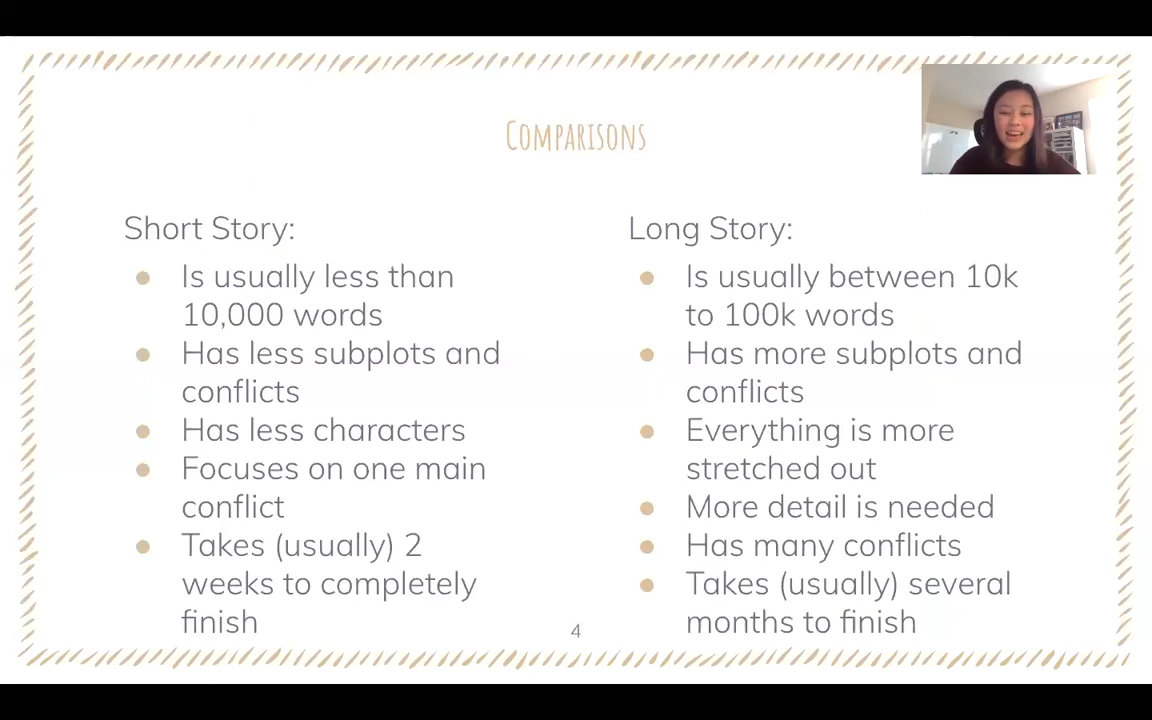 Comparisons
Short Story:
Is usually less than
10,000 words
Has less subplots and
conflicts
Has less characters
Focuses on one main
conflict
Takes (usually) 2
weeks to completely
finish
Long Story:
Is usually between 10k
to 100k words
Has more subplots and
conflicts
Everything is more
stretched out
More detail is needed
Has many conflicts
Takes (usually) several
months to finish
4